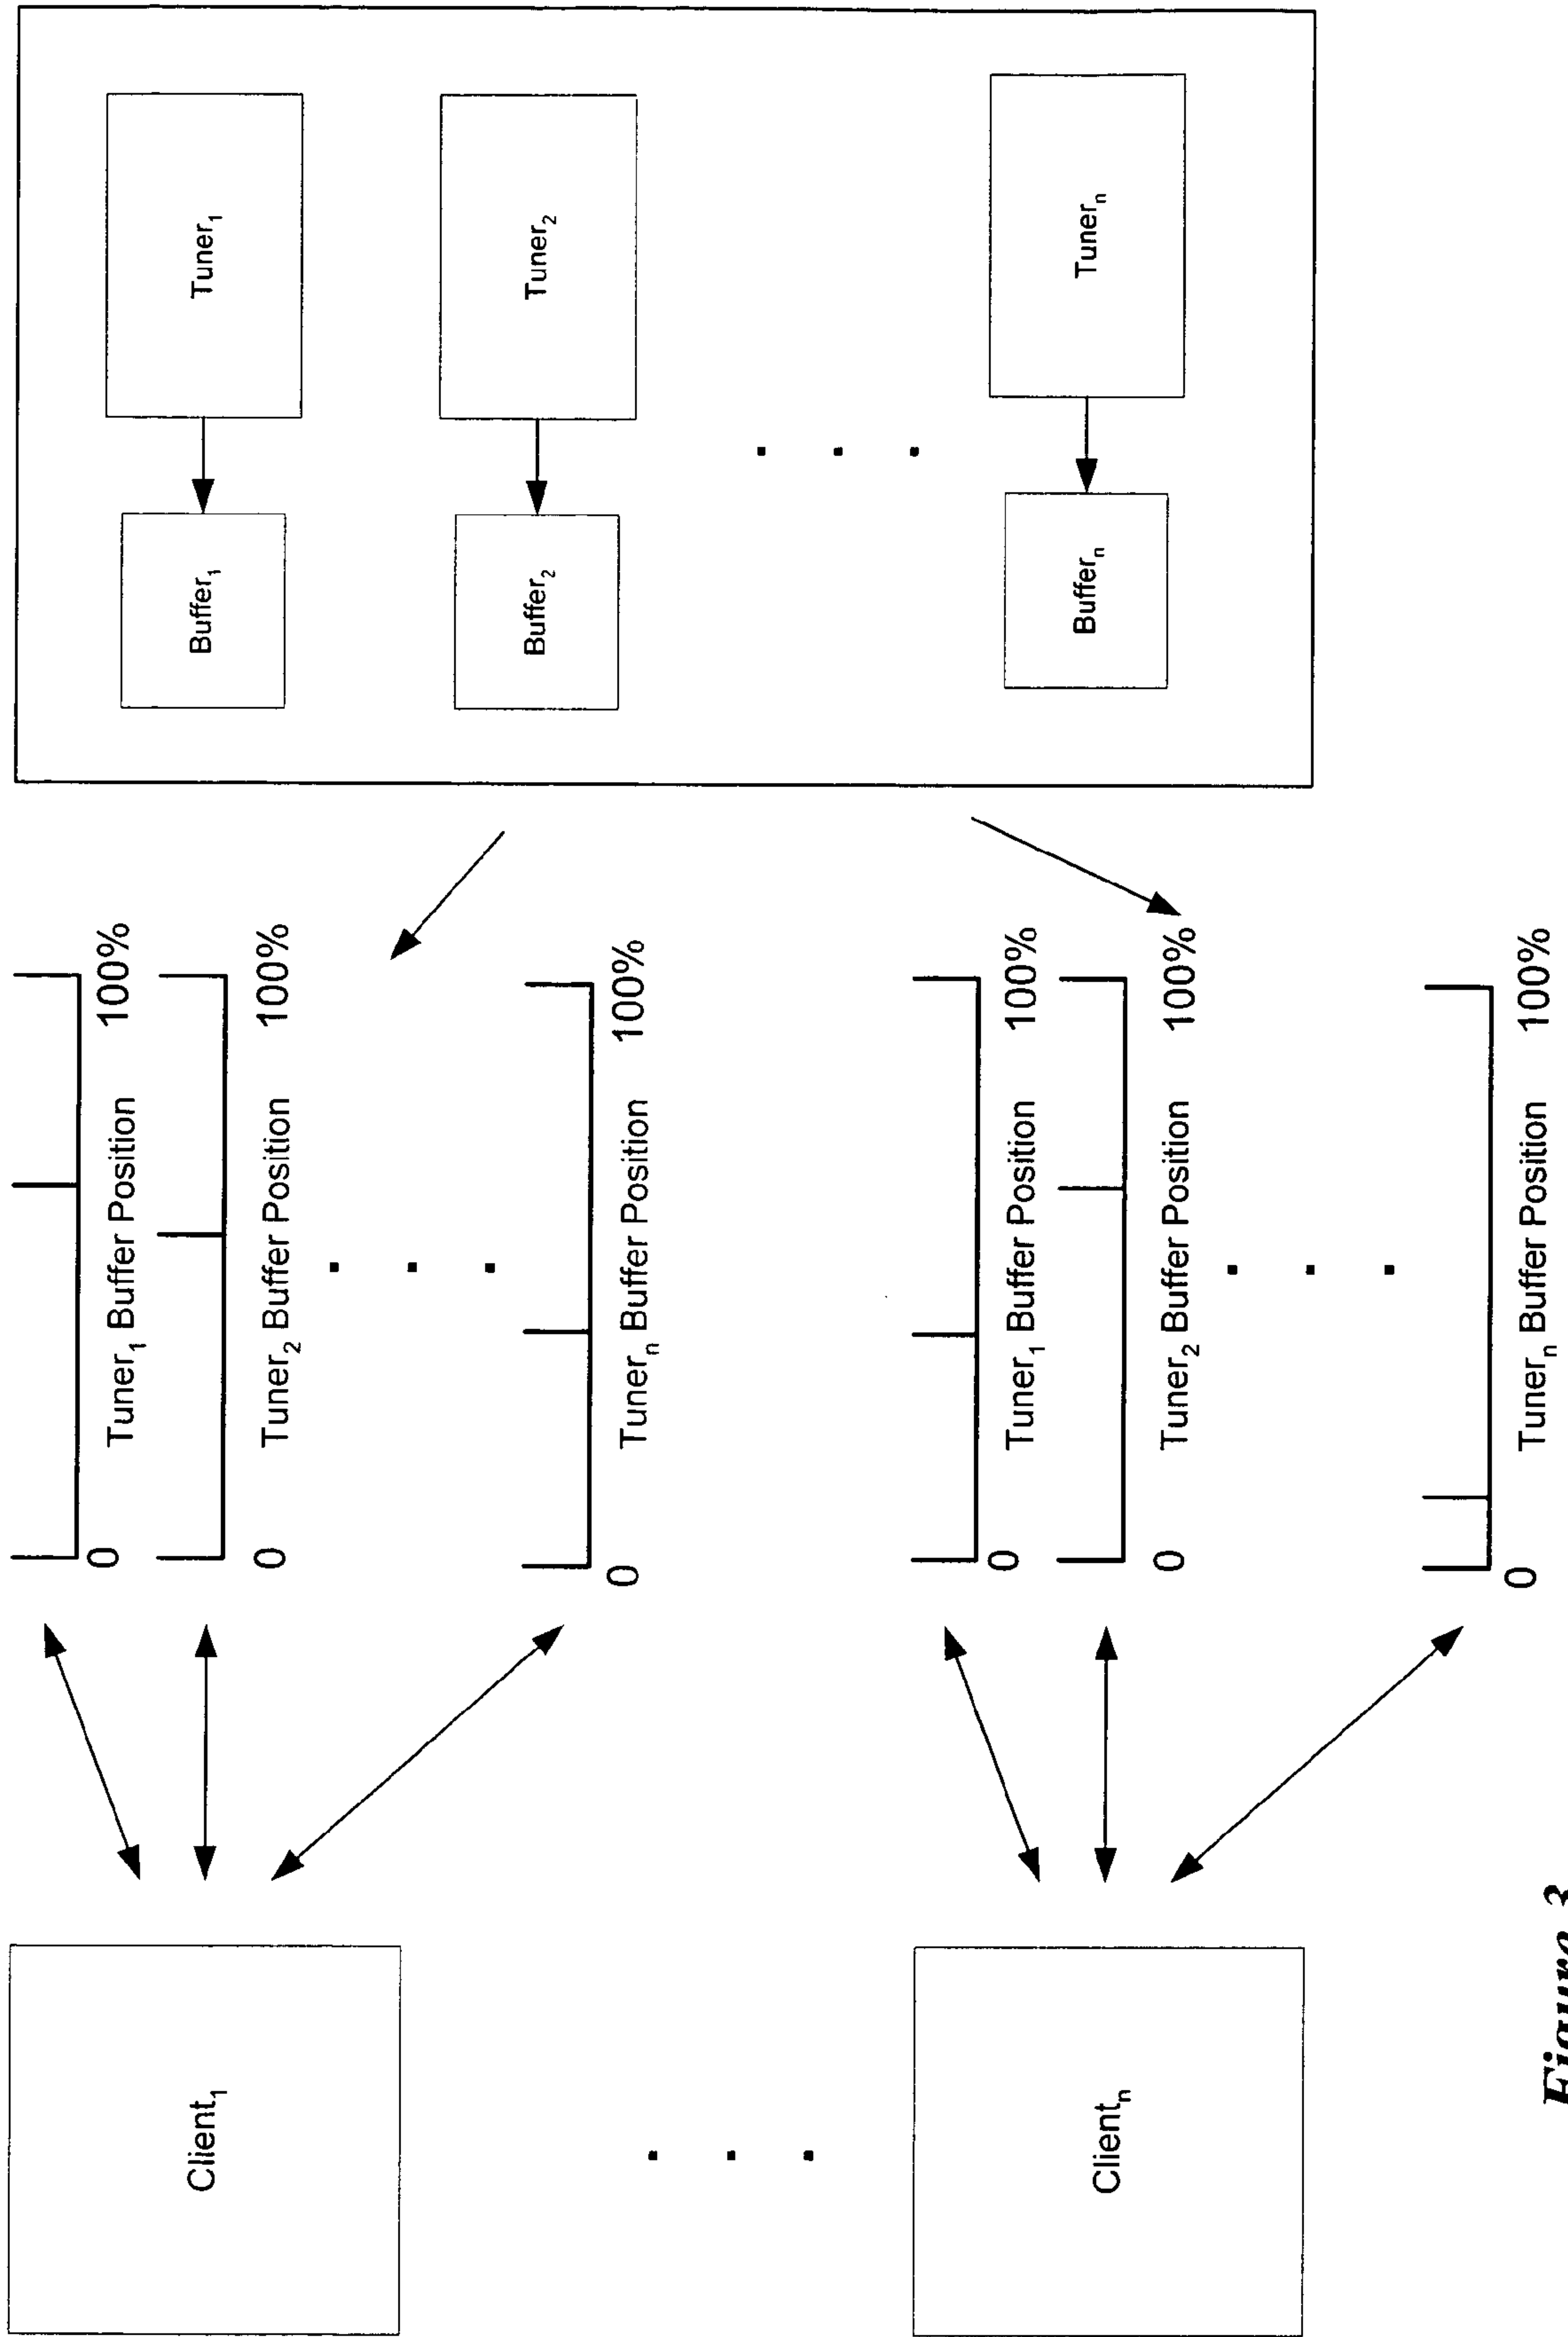 Client₁
Tuner₁ Buffer Position
0
100%
Tuner₂ Buffer Position
0
100%
Tunerₙ Buffer Position
0
100%
Clientₙ
Tuner₁ Buffer Position
0
100%
Tuner₂ Buffer Position
0
100%
Tunerₙ Buffer Position
0
100%
Buffer₁
Tuner₁
Buffer₂
Tuner₂
Bufferₙ
Tunerₙ
Figure 3